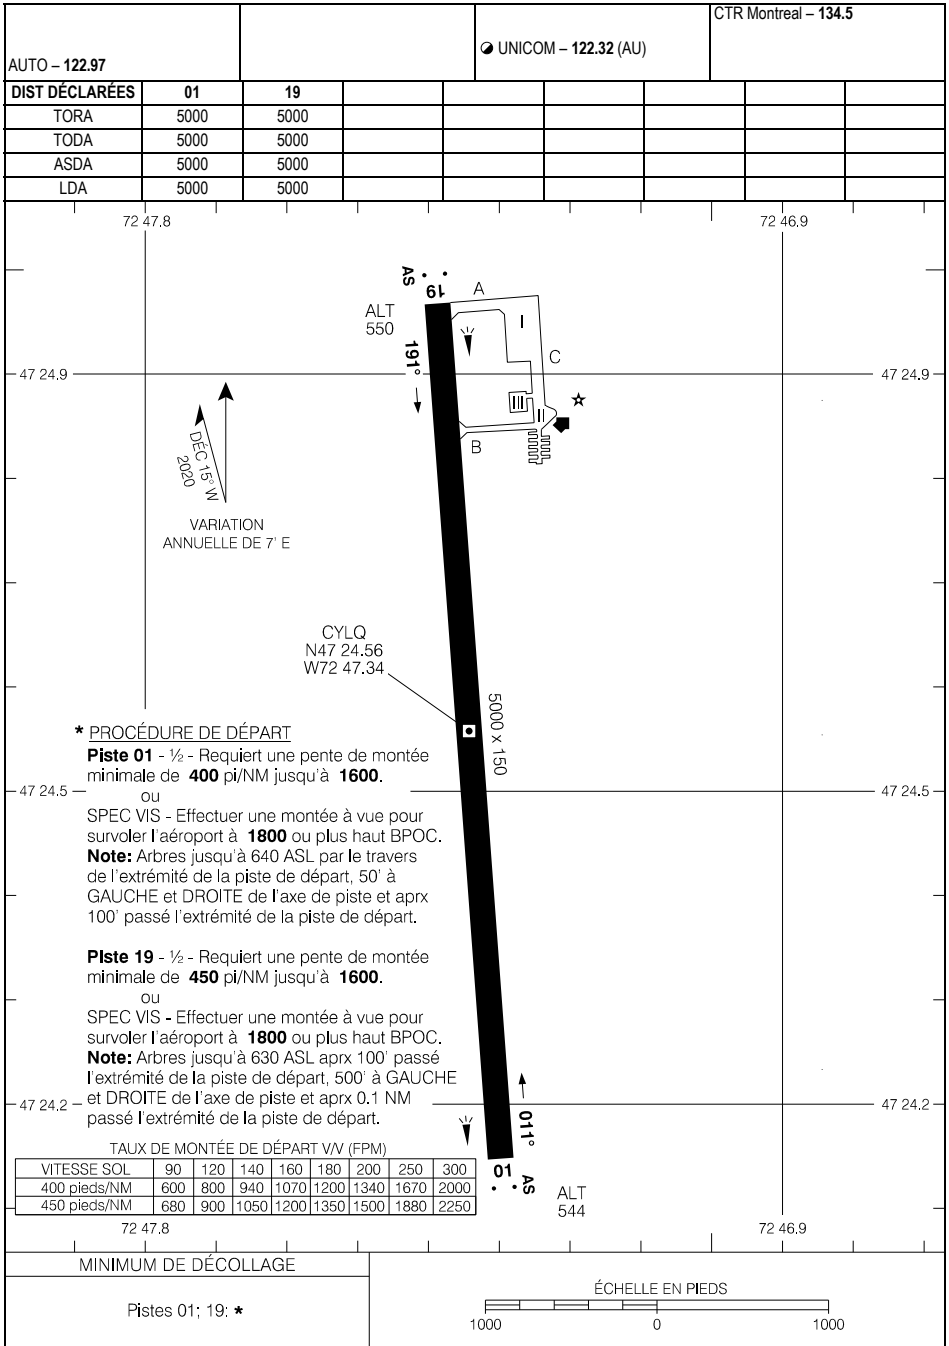 CTR Montreal – 134.5
UNICOM – 122.32 (AU)
AUTO – 122.97
DIST DÉCLARÉES 01 19
TORA 5000 5000
TODA 5000 5000
ASDA 5000 5000
LDA 5000 5000
72 47.8 72 46.9
AS
19
A
I
ALT
550
191°
C
47 24.9 47 24.9
III
II
B
DÉC 15° W
2020
VARIATION
ANNUELLE DE 7' E
CYLQ
N47 24.56
W72 47.34
5000 x 150
* PROCÉDURE DE DÉPART
Piste 01 - ½ - Requiert une pente de montée
minimale de 400 pi/NM jusqu'à 1600.
47 24.5 47 24.5
ou
SPEC VIS - Effectuer une montée à vue pour
survoler l'aéroport à 1800 ou plus haut BPOC.
Note: Arbres jusqu'à 640 ASL par le travers
de l'extrémité de la piste de départ, 50' à
GAUCHE et DROITE de l'axe de piste et aprx
100' passé l'extrémité de la piste de départ.
Piste 19 - ½ - Requiert une pente de montée
minimale de 450 pi/NM jusqu'à 1600.
ou
SPEC VIS - Effectuer une montée à vue pour
survoler l'aéroport à 1800 ou plus haut BPOC.
Note: Arbres jusqu'à 630 ASL aprx 100' passé
l'extrémité de la piste de départ, 500' à GAUCHE
et DROITE de l'axe de piste et aprx 0.1 NM
passé l'extrémité de la piste de départ.
47 24.2 47 24.2
011°
01
AS
ALT
544
TAUX DE MONTÉE DE DÉPART V/V (FPM)
VITESSE SOL 90 120 140 160 180 200 250 300
400 pieds/NM 600 800 940 1070 1200 1340 1670 2000
450 pieds/NM 680 900 1050 1200 1350 1500 1880 2250
72 47.8 72 46.9
MINIMUM DE DÉCOLLAGE
Pistes 01; 19: *
ÉCHELLE EN PIEDS
1000 0 1000